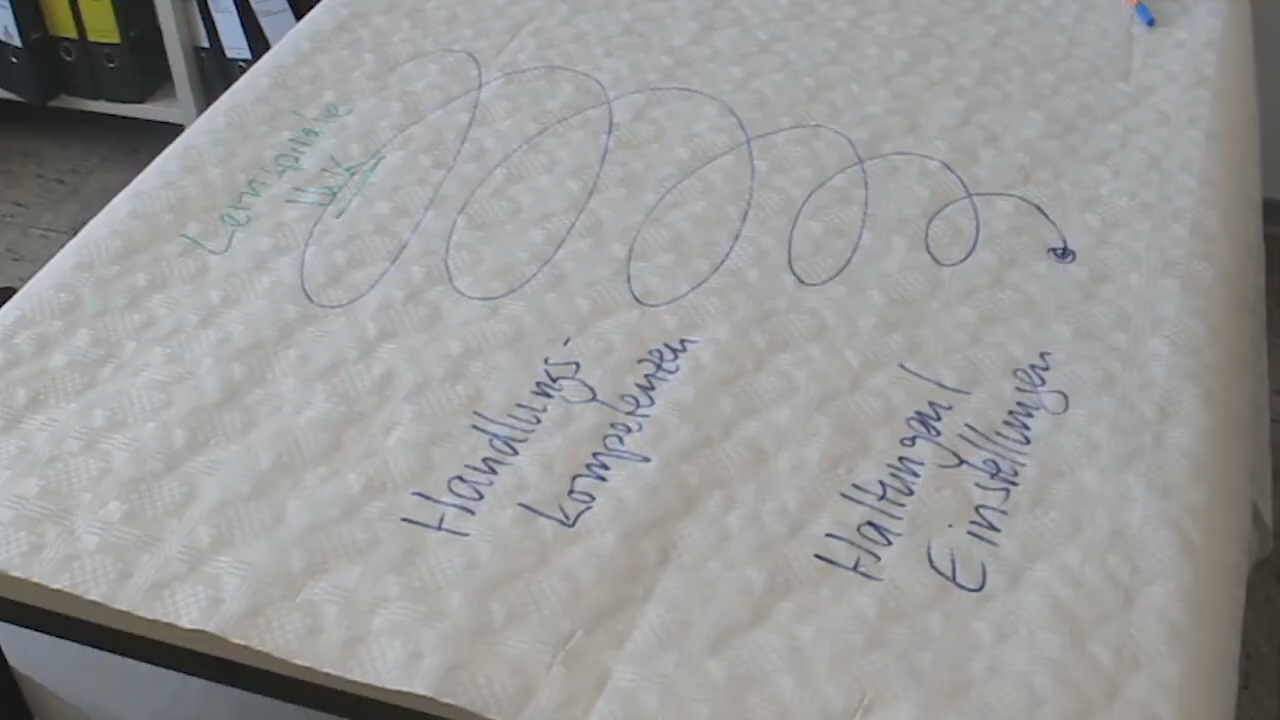 Lernspirale
Handlungs-
kompetenzen
Haltungen/
Einstellungen